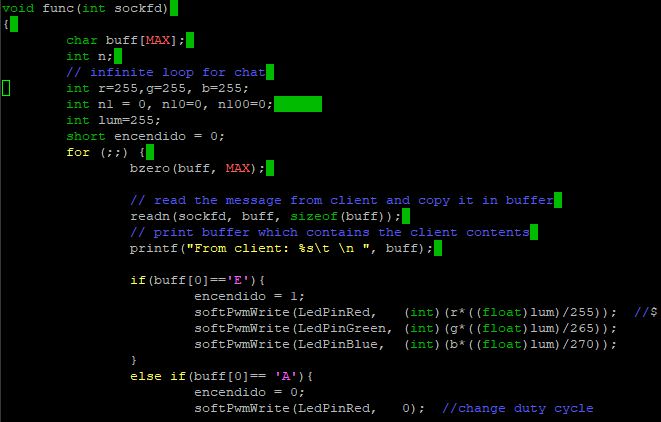 void func(int sockfd)
{
        char buff[MAX];
        int n;
        // infinite loop for chat
        int r=255,g=255, b=255;
        int n1 = 0, n10=0, n100=0;
        int lum=255;
        short encendido = 0;
        for (;;) {
                bzero(buff, MAX);

                // read the message from client and copy it in buffer
                readn(sockfd, buff, sizeof(buff));
                // print buffer which contains the client contents
                printf("From client: %s\t \n ", buff);

                if(buff[0]=='E'){
                        encendido = 1;
                        softPwmWrite(LedPinRed,   (int)(r*((float)lum)/255));  //$
                        softPwmWrite(LedPinGreen, (int)(g*((float)lum)/265));
                        softPwmWrite(LedPinBlue,  (int)(b*((float)lum)/270));
                }
                else if(buff[0]== 'A'){
                        encendido = 0;
                        softPwmWrite(LedPinRed,   0);  //change duty cycle